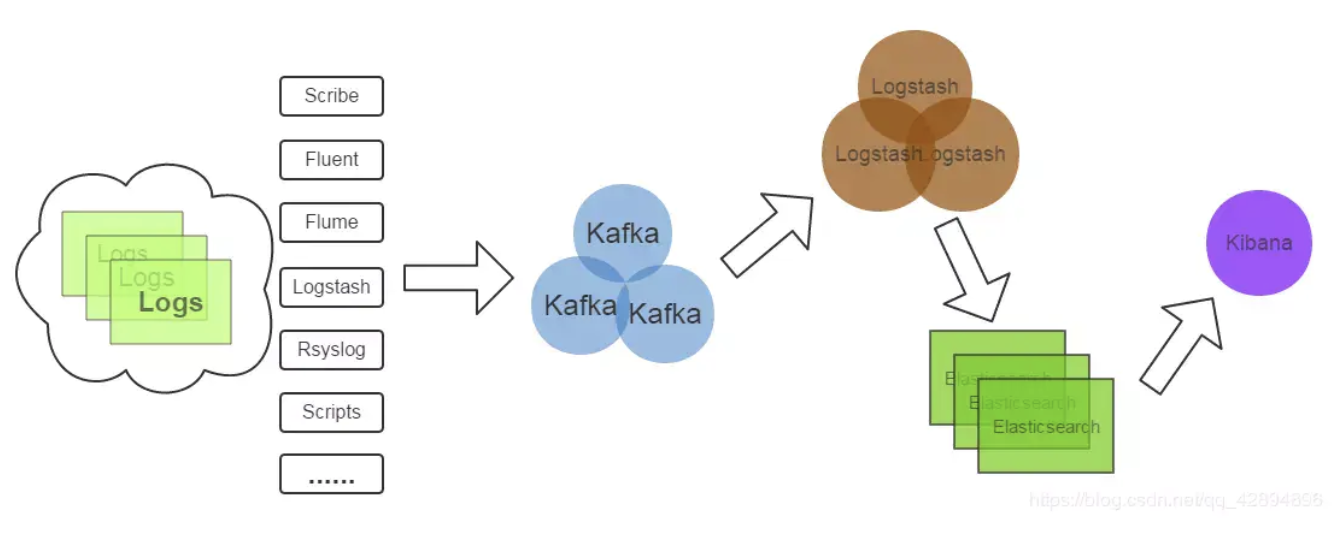 Logs
Logs
Logs
Scribe
Fluent
Flume
Logstash
Rsyslog
Scripts
......
Kafka
Kafka
Kafka
Logstash
Logstash
Logstash
Elasticsearch
Elasticsearch
Elasticsearch
Kibana
https://blog.csdn.net/qq_42894896